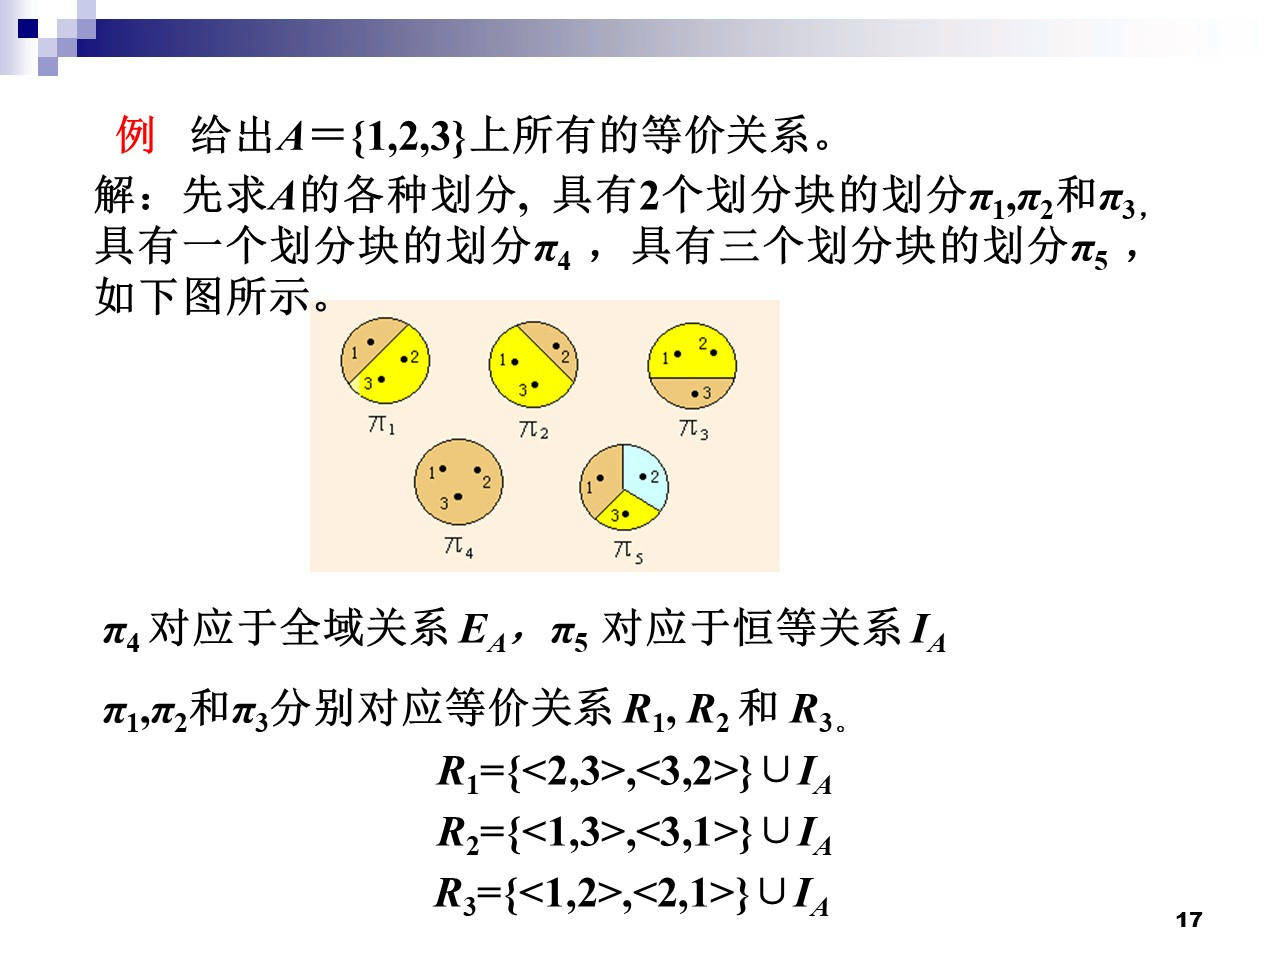 例 给出A＝{1,2,3}上所有的等价关系。
解：先求A的各种划分, 具有2个划分块的划分π1,π2和π3,
具有一个划分块的划分π4 ，具有三个划分块的划分π5 ，
如下图所示。
1 2 3
1 2 3
1 2 3
π1 π2 π3
1 2 3
1 2 3
π4 π5
π4 对应于全域关系 EA，π5 对应于恒等关系 IA
π1,π2和π3分别对应等价关系 R1, R2 和 R3。
R1={<2,3>,<3,2>}∪IA
R2={<1,3>,<3,1>}∪IA
R3={<1,2>,<2,1>}∪IA
17